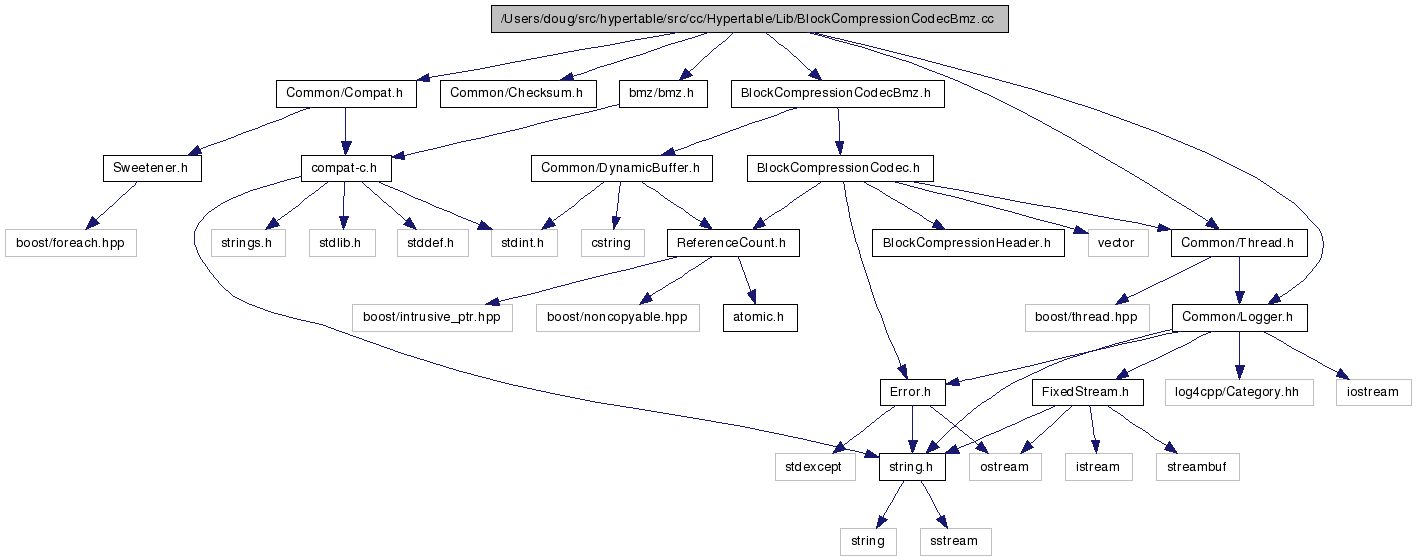 /Users/doug/src/hypertable/src/cc/Hypertable/Lib/BlockCompressionCodecBmz.cc
Common/Compat.h
Common/Checksum.h
bmz/bmz.h
BlockCompressionCodecBmz.h
Sweetener.h
compat-c.h
Common/DynamicBuffer.h
BlockCompressionCodec.h
boost/foreach.hpp
strings.h
stdlib.h
stddef.h
stdint.h
cstring
ReferenceCount.h
BlockCompressionHeader.h
vector
Common/Thread.h
boost/intrusive_ptr.hpp
boost/noncopyable.hpp
atomic.h
boost/thread.hpp
Common/Logger.h
Error.h
FixedStream.h
log4cpp/Category.hh
iostream
stdexcept
string.h
ostream
istream
streambuf
string
sstream